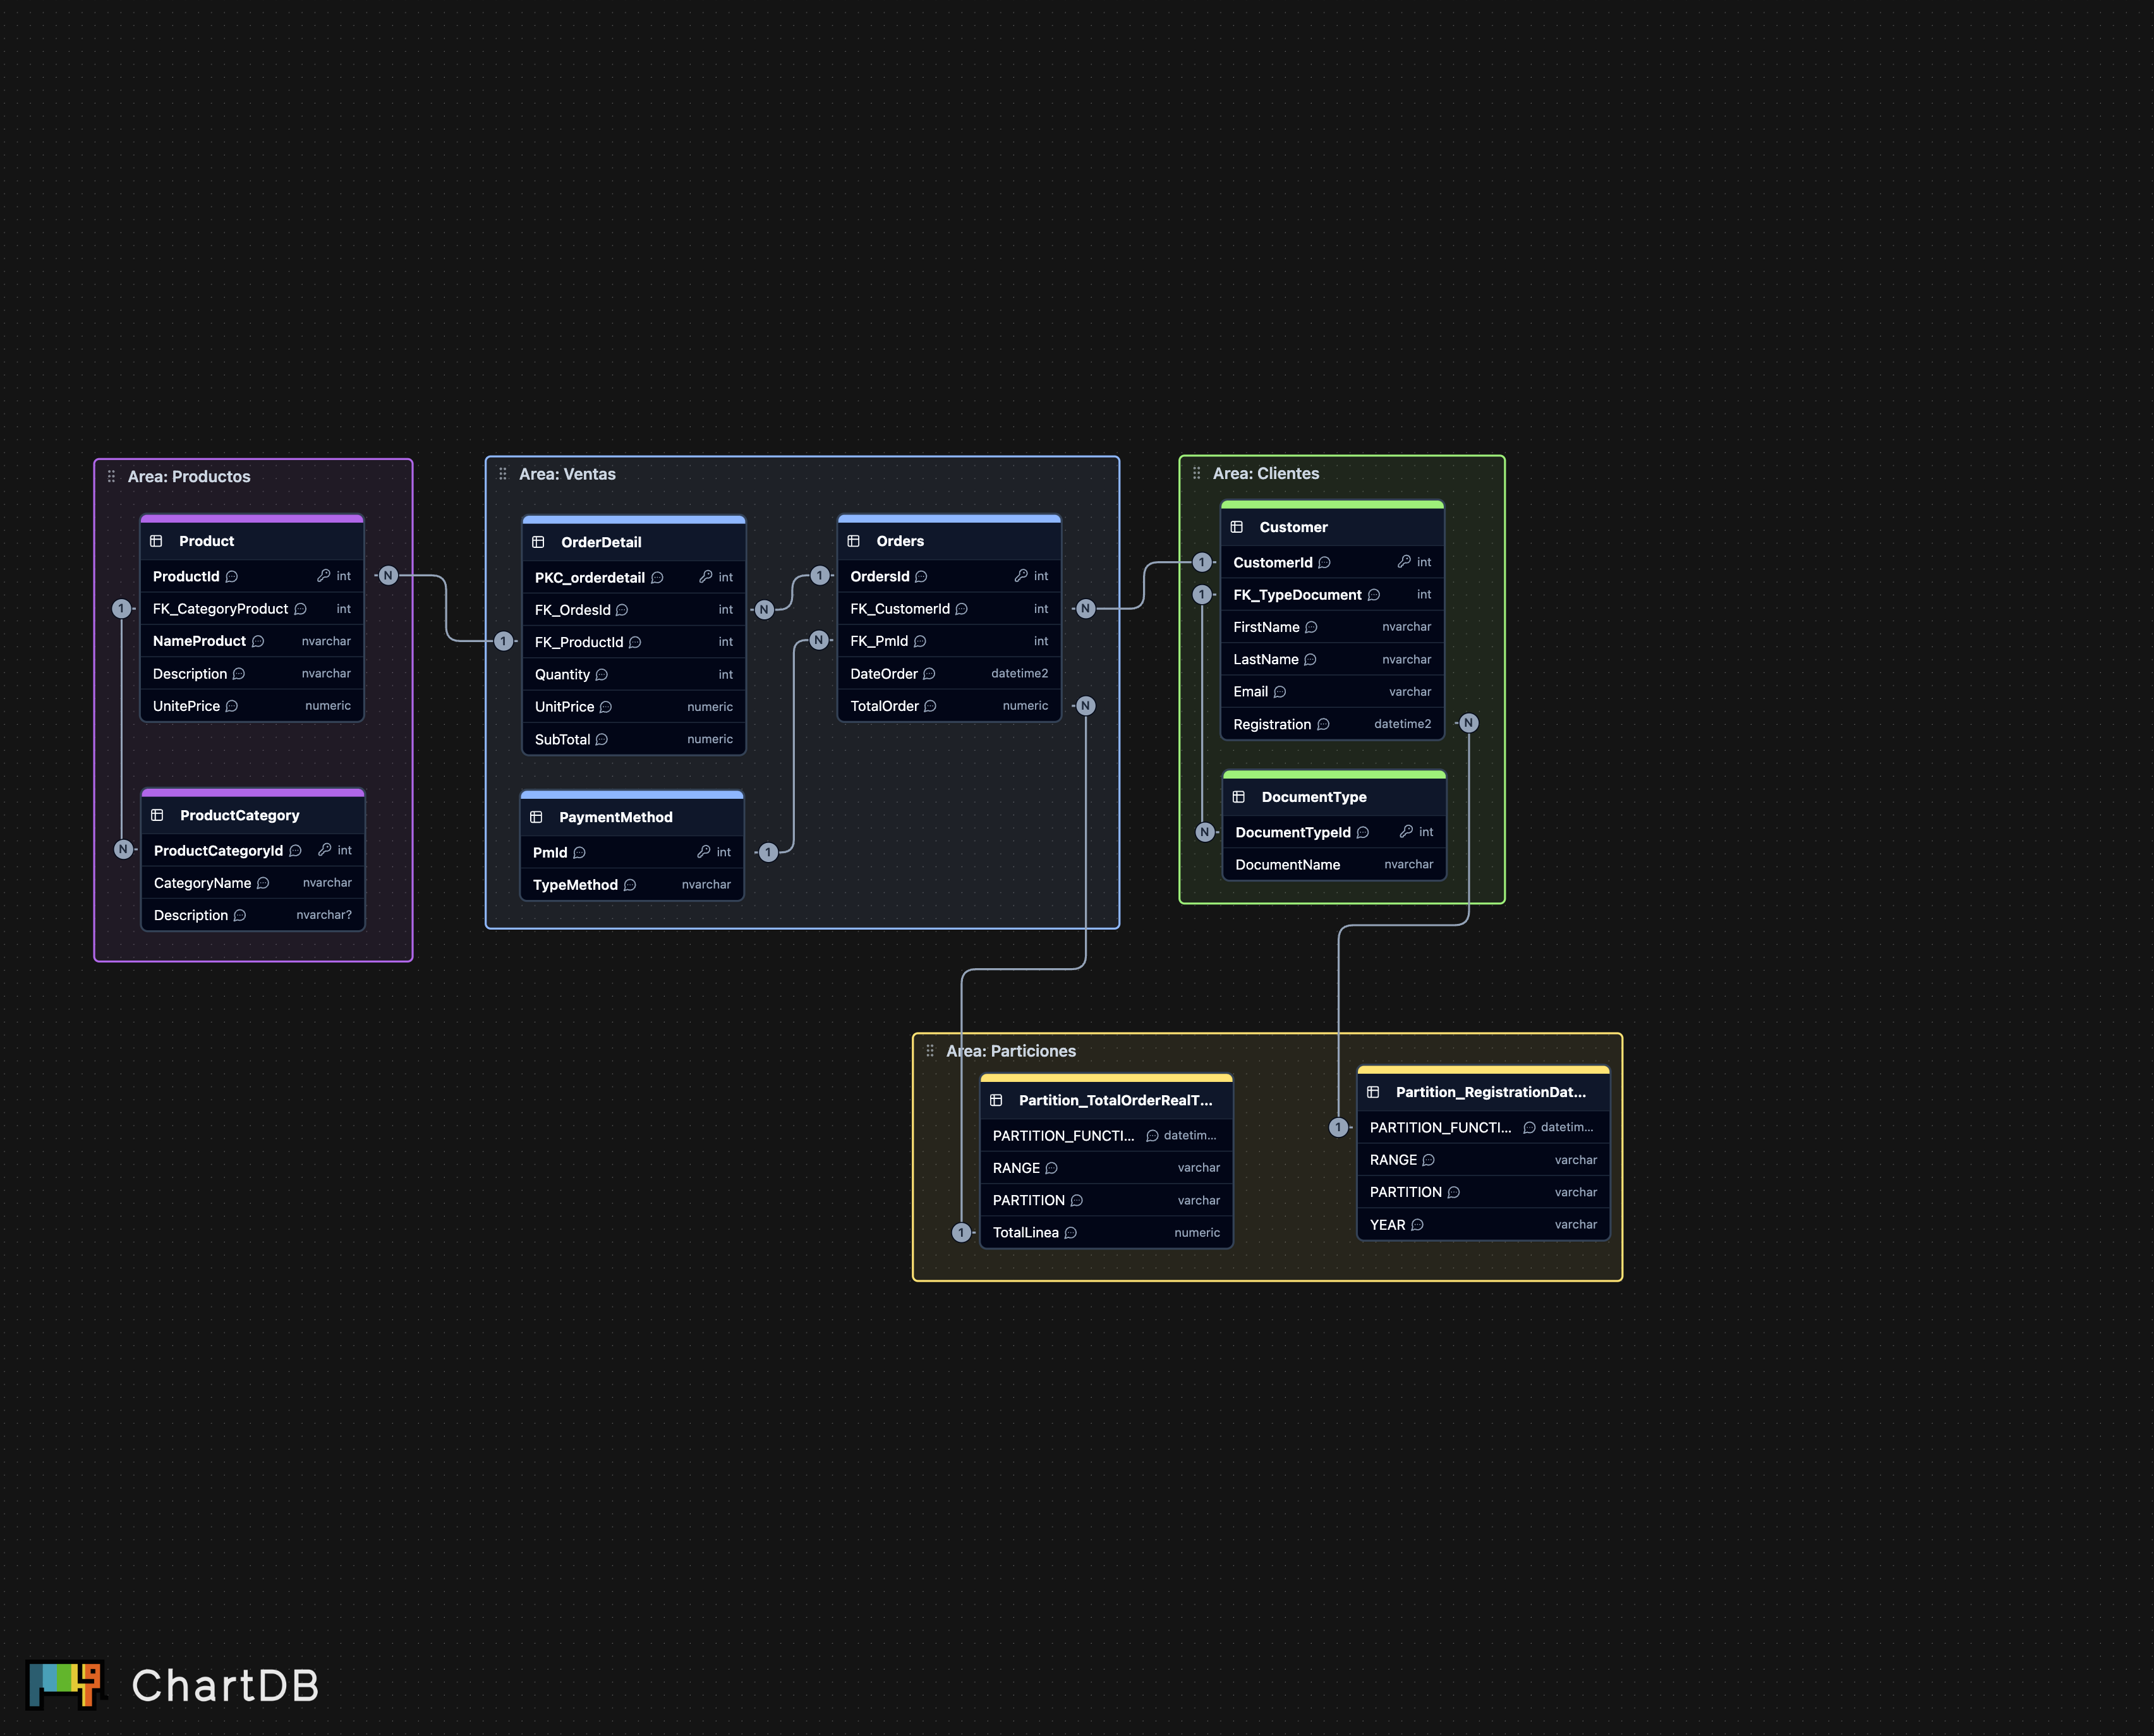 Area: Productos
Product
ProductId int
FK_CategoryProduct int
NameProduct nvarchar
Description nvarchar
UnitePrice numeric
ProductCategory
ProductCategoryId int
CategoryName nvarchar
Description nvarchar?
1
N
N
Area: Ventas
OrderDetail
PKC_orderdetail int
FK_OrdesId int
FK_ProductId int
Quantity int
UnitPrice numeric
SubTotal numeric
1
N
PaymentMethod
PmId int
TypeMethod nvarchar
1
Orders
OrdersId int
FK_CustomerId int
FK_PmId int
DateOrder datetime2
TotalOrder numeric
1
N
N
N
Area: Clientes
Customer
CustomerId int
FK_TypeDocument int
FirstName nvarchar
LastName nvarchar
Email varchar
Registration datetime2
1
1
N
DocumentType
DocumentTypeId int
DocumentName nvarchar
N
Area: Particiones
Partition_TotalOrderRealT...
PARTITION_FUNCTI... datetim...
RANGE varchar
PARTITION varchar
TotalLinea numeric
1
Partition_RegistrationDat...
PARTITION_FUNCTI... datetim...
RANGE varchar
PARTITION varchar
YEAR varchar
1
ChartDB